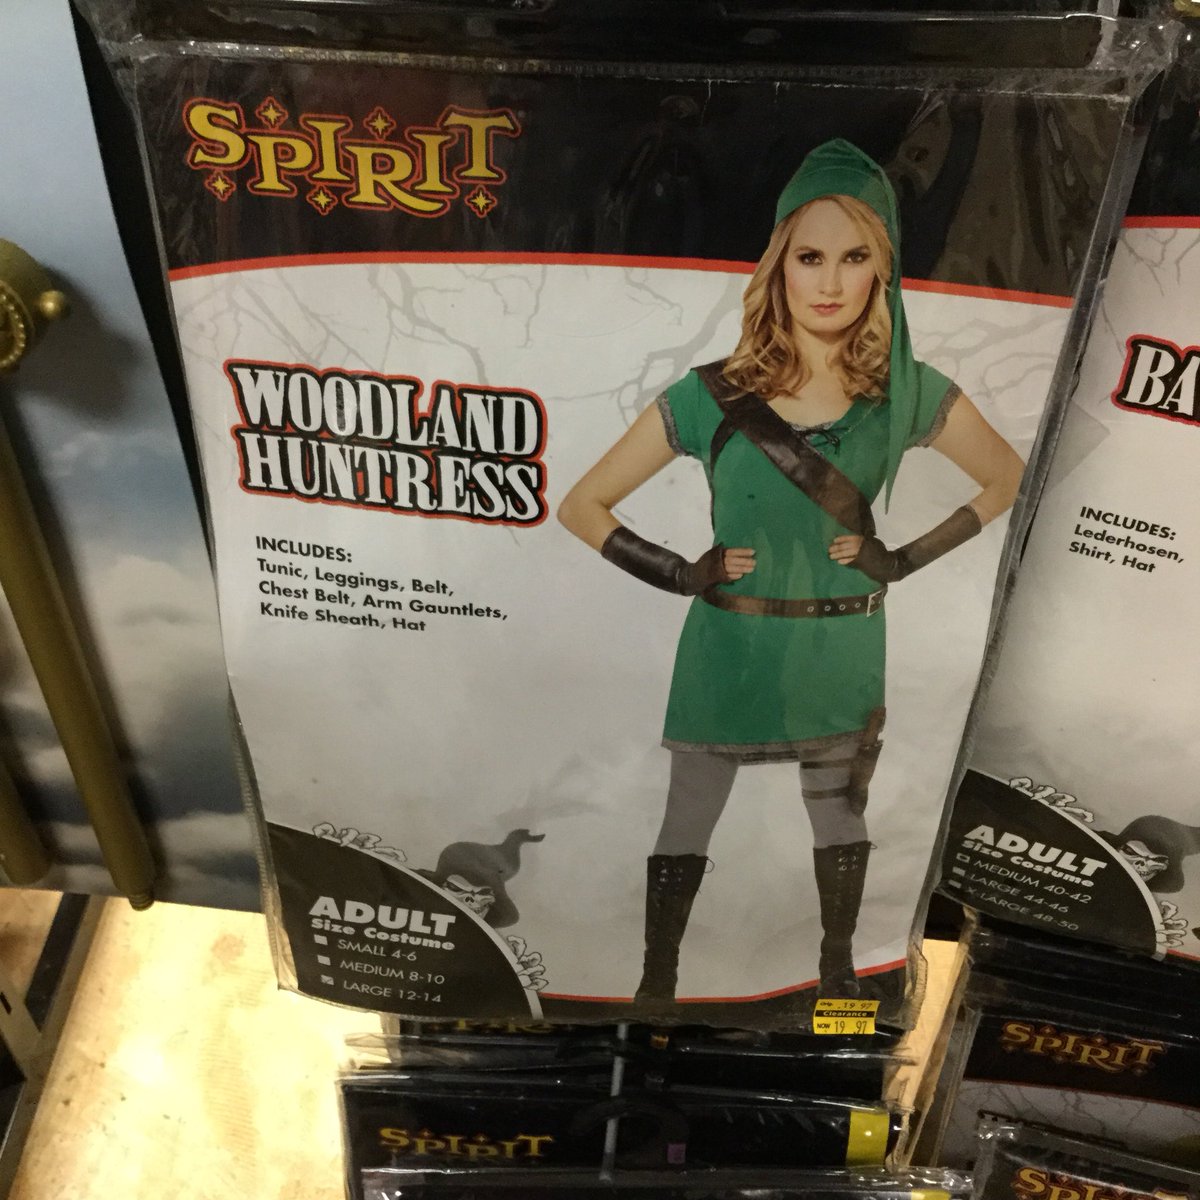 SPIRIT
WOODLAND
HUNTRESS
INCLUDES:
Tunic, Leggings, Belt,
Chest Belt, Arm Gauntlets,
Knife Sheath, Hat
ADULT
Size Costume
SMALL 4-6
MEDIUM 8-10
LARGE 12-14
19 97
Clearance
NOW 19 97
BA
INCLUDES:
Lederhosen,
Shirt, Hat
ADULT
Size Costume
MEDIUM 40-42
LARGE 44-46
X-LARGE 48-50
SPIRIT
SPIRIT